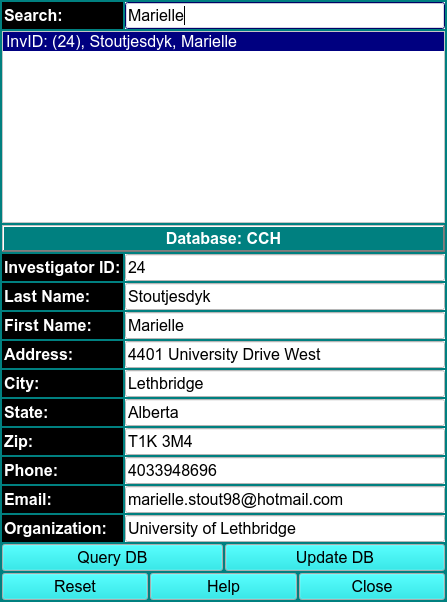 Search: Marielle
InvID: (24), Stoutjesdyk, Marielle
Database: CCH
Investigator ID: 24
Last Name: Stoutjesdyk
First Name: Marielle
Address: 4401 University Drive West
City: Lethbridge
State: Alberta
Zip: T1K 3M4
Phone: 4033948696
Email: marielle.stout98@hotmail.com
Organization: University of Lethbridge
Query DB Update DB
Reset Help Close